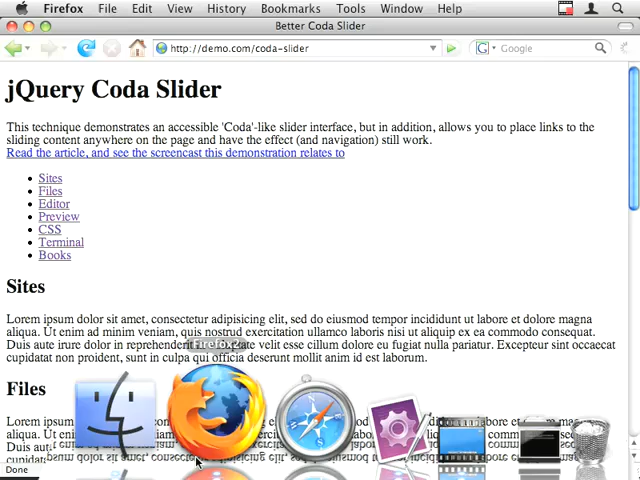 Firefox File Edit View History Bookmarks Tools Window Help
Better Coda Slider
http://demo.com/coda-slider
Google
jQuery Coda Slider
This technique demonstrates an accessible 'Coda'-like slider interface, but in addition, allows you to place links to the
sliding content anywhere on the page and have the effect (and navigation) still work.
Read the article, and see the screencast this demonstration relates to
Sites
Files
Editor
Preview
CSS
Terminal
Books
Sites
Lorem ipsum dolor sit amet, consectetur adipisicing elit, sed do eiusmod tempor incididunt ut labore et dolore magna
aliqua. Ut enim ad minim veniam, quis nostrud exercitation ullamco laboris nisi ut aliquip ex ea commodo consequat.
Duis aute irure dolor in reprehenderit Firefox2 ate velit esse cillum dolore eu fugiat nulla pariatur. Excepteur sint occaecat
cupidatat non proident, sunt in culpa qui officia deserunt mollit anim id est laborum.
Files
Lorem ipsum dolor
aliqua. Ut
Duis aut
cupidata
Done